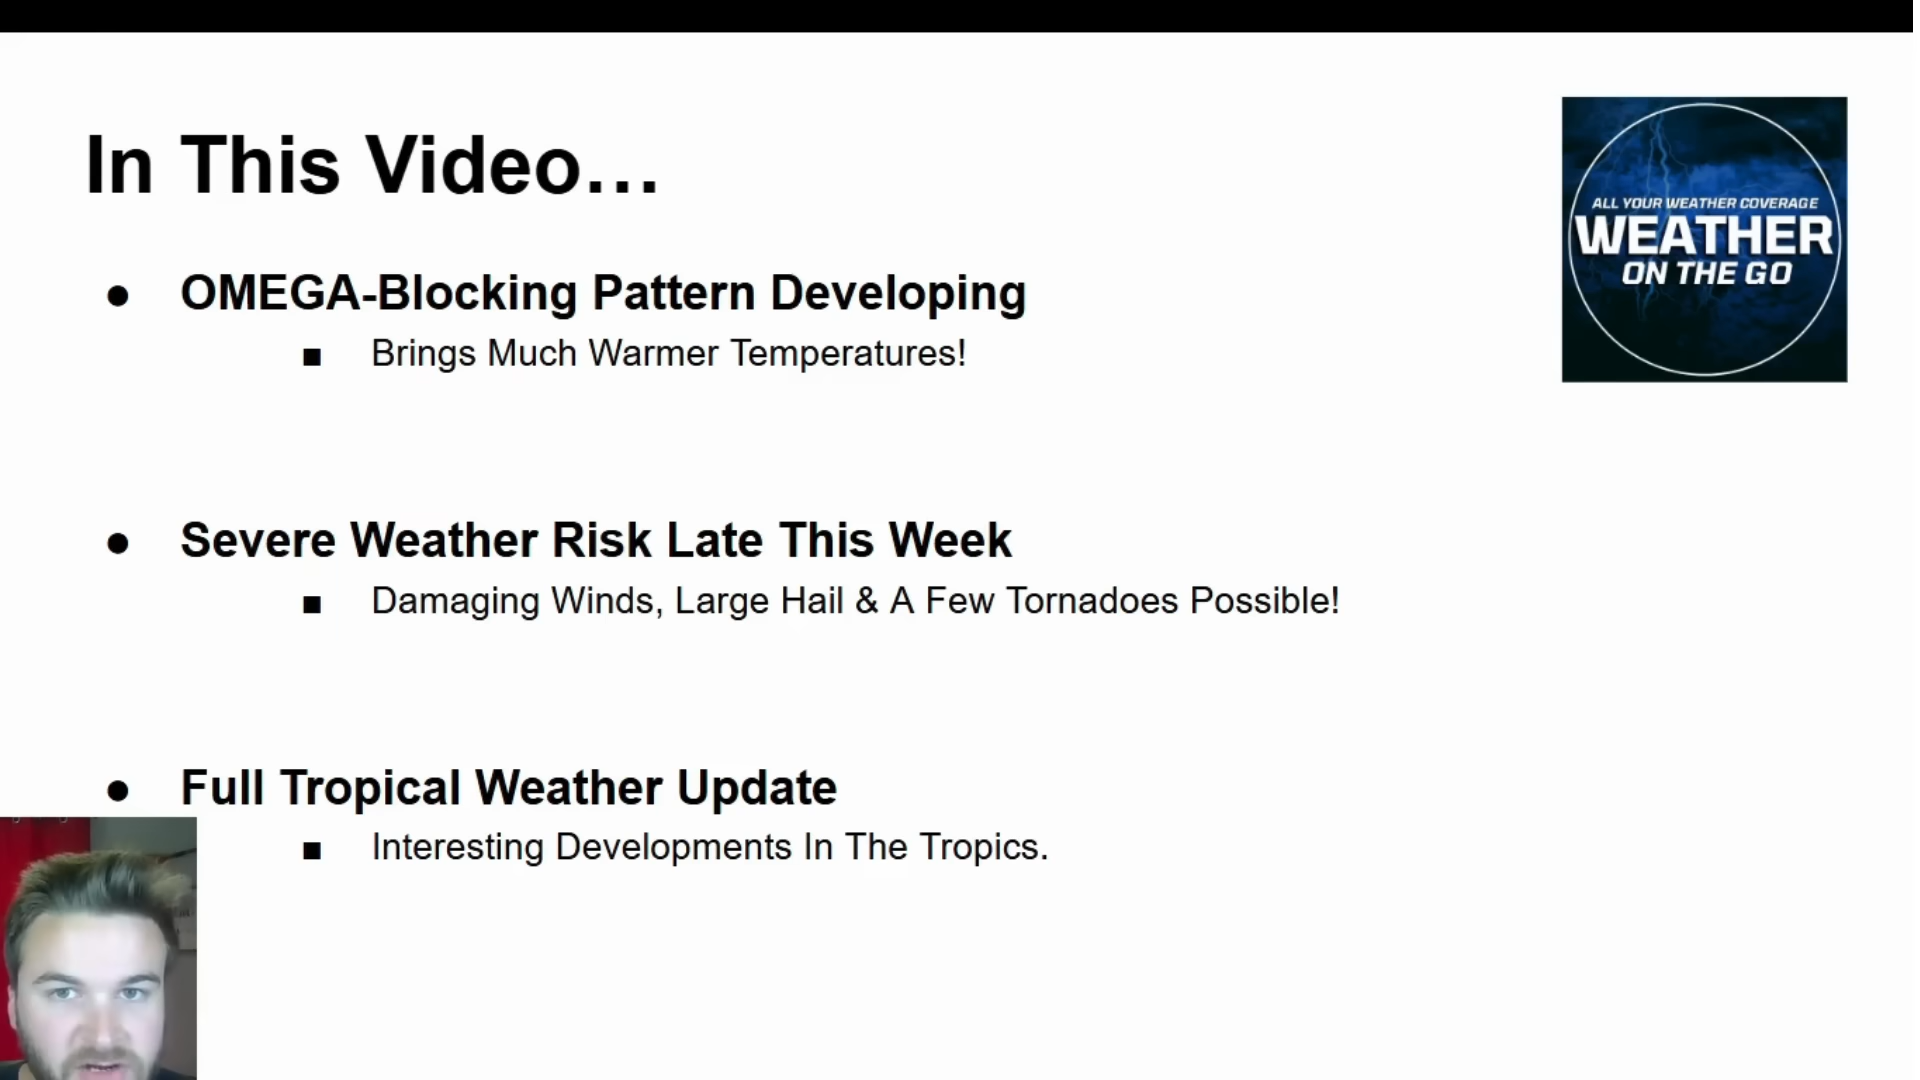 In This Video…
ALL YOUR WEATHER COVERAGE
WEATHER
ON THE GO
OMEGA-Blocking Pattern Developing
Brings Much Warmer Temperatures!
Severe Weather Risk Late This Week
Damaging Winds, Large Hail & A Few Tornadoes Possible!
Full Tropical Weather Update
Interesting Developments In The Tropics.